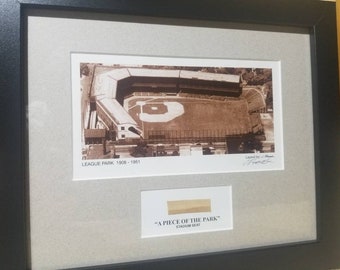 LEAGUE PARK 1909 - 1951
"A PIECE OF THE PARK"
STADIUM SEAT